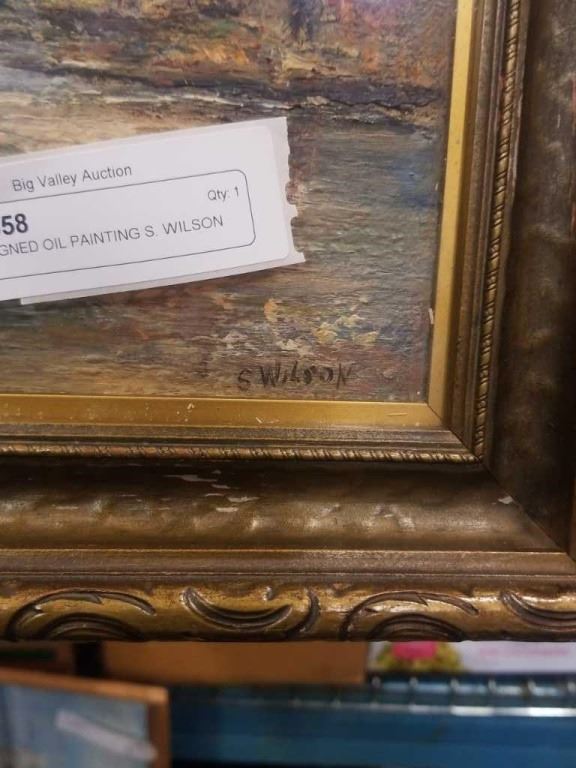 Big Valley Auction
Qty: 1
58
GNED OIL PAINTING S. WILSON
S WILSON